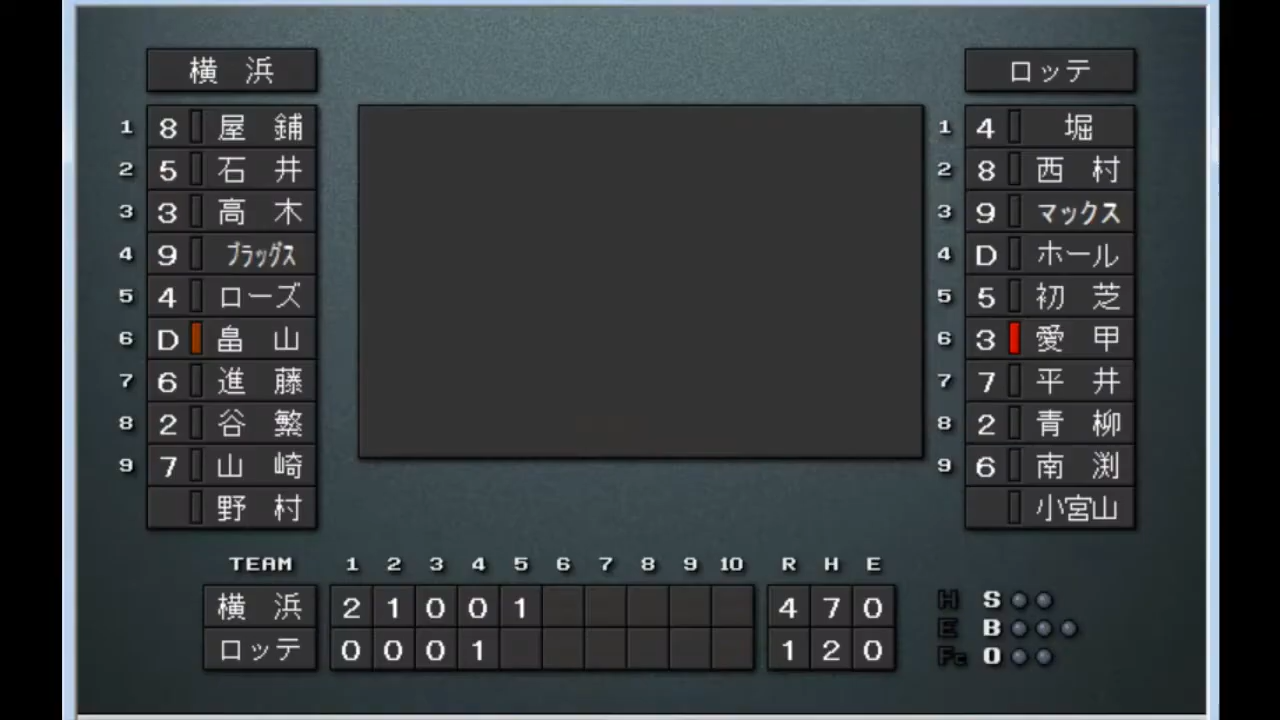 横 浜
1 8 屋 鋪
2 5 石 井
3 3 高 木
4 9 ブラッグス
5 4 ローズ
6 D 畠 山
7 6 進 藤
8 2 谷 繁
9 7 山 崎
野 村
ロッテ
1 4 堀
2 8 西 村
3 9 マックス
4 D ホール
5 5 初 芝
6 3 愛 甲
7 7 平 井
8 2 青 柳
9 6 南 渕
小宮山
TEAM 1 2 3 4 5 6 7 8 9 10 R H E
横 浜 2 1 0 0 1 4 7 0
ロッテ 0 0 0 1 1 2 0
H S
E B
Fc O